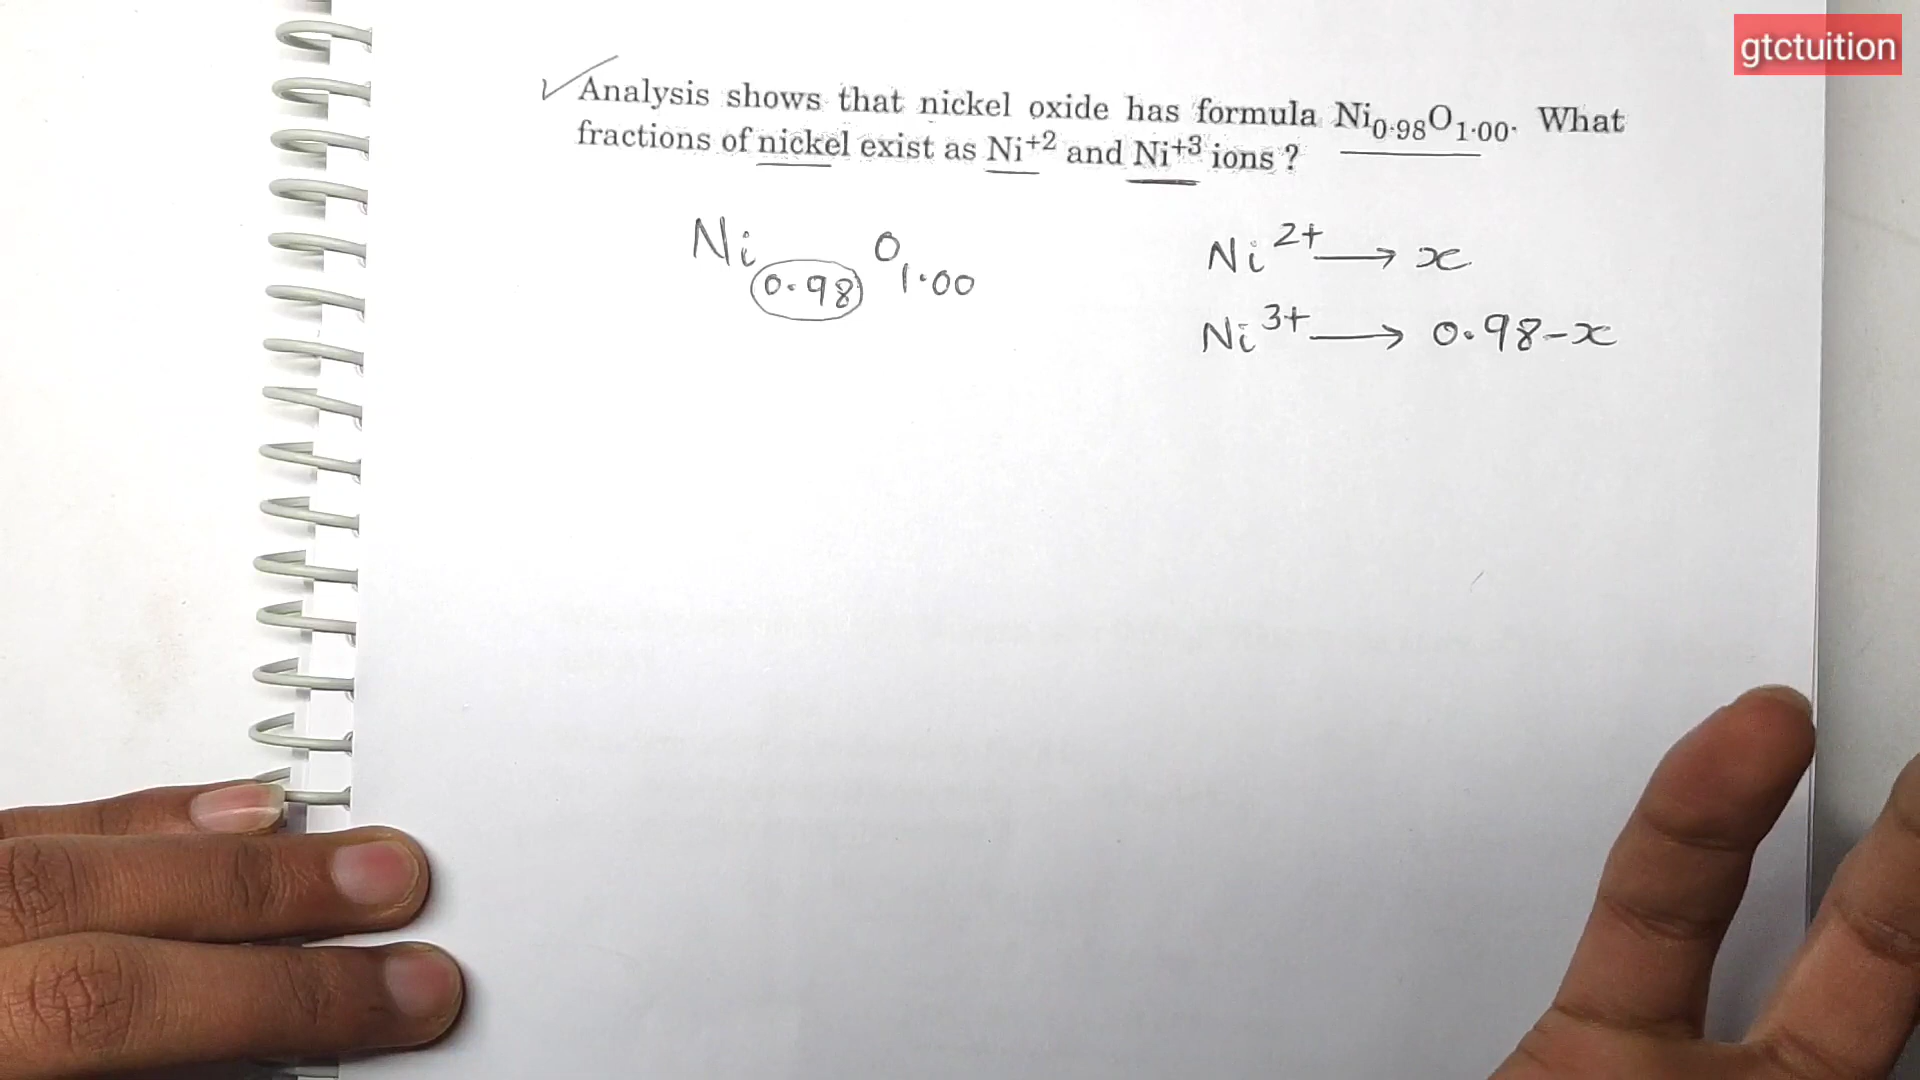 gtctuition
Analysis shows that nickel oxide has formula Ni0·98O1·00. What
fractions of nickel exist as Ni+2 and Ni+3 ions ?
Ni0.98 O1.00
Ni2+ → x
Ni3+ → 0.98-x